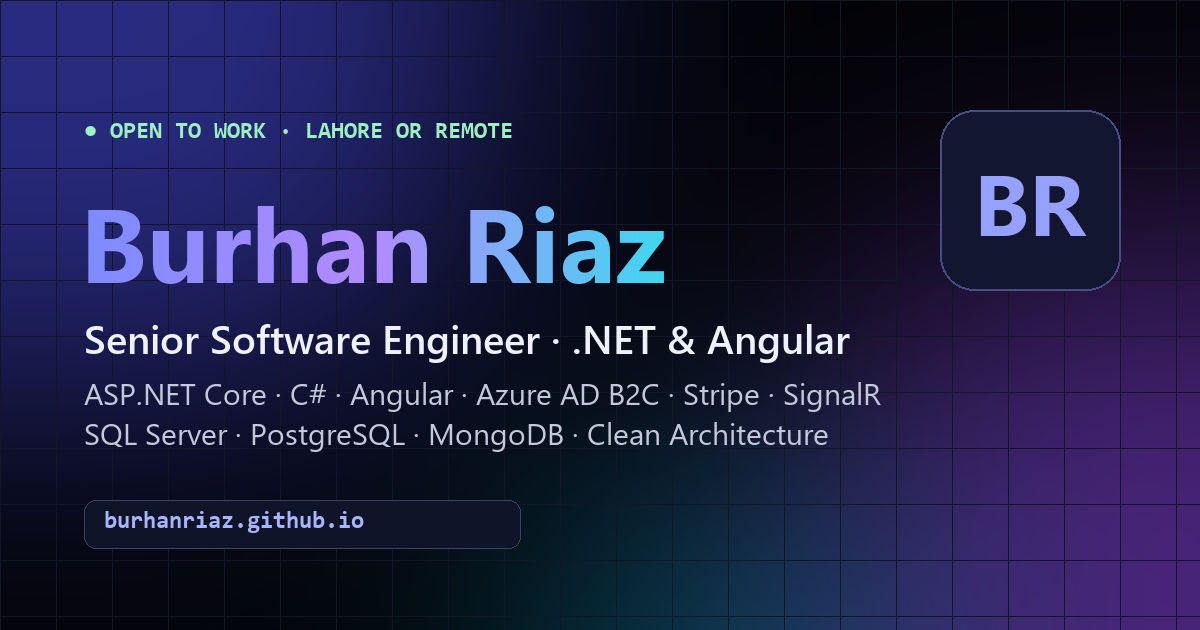 ● OPEN TO WORK · LAHORE OR REMOTE
BR
Burhan Riaz
Senior Software Engineer · .NET & Angular
ASP.NET Core · C# · Angular · Azure AD B2C · Stripe · SignalR
SQL Server · PostgreSQL · MongoDB · Clean Architecture
burhanriaz.github.io